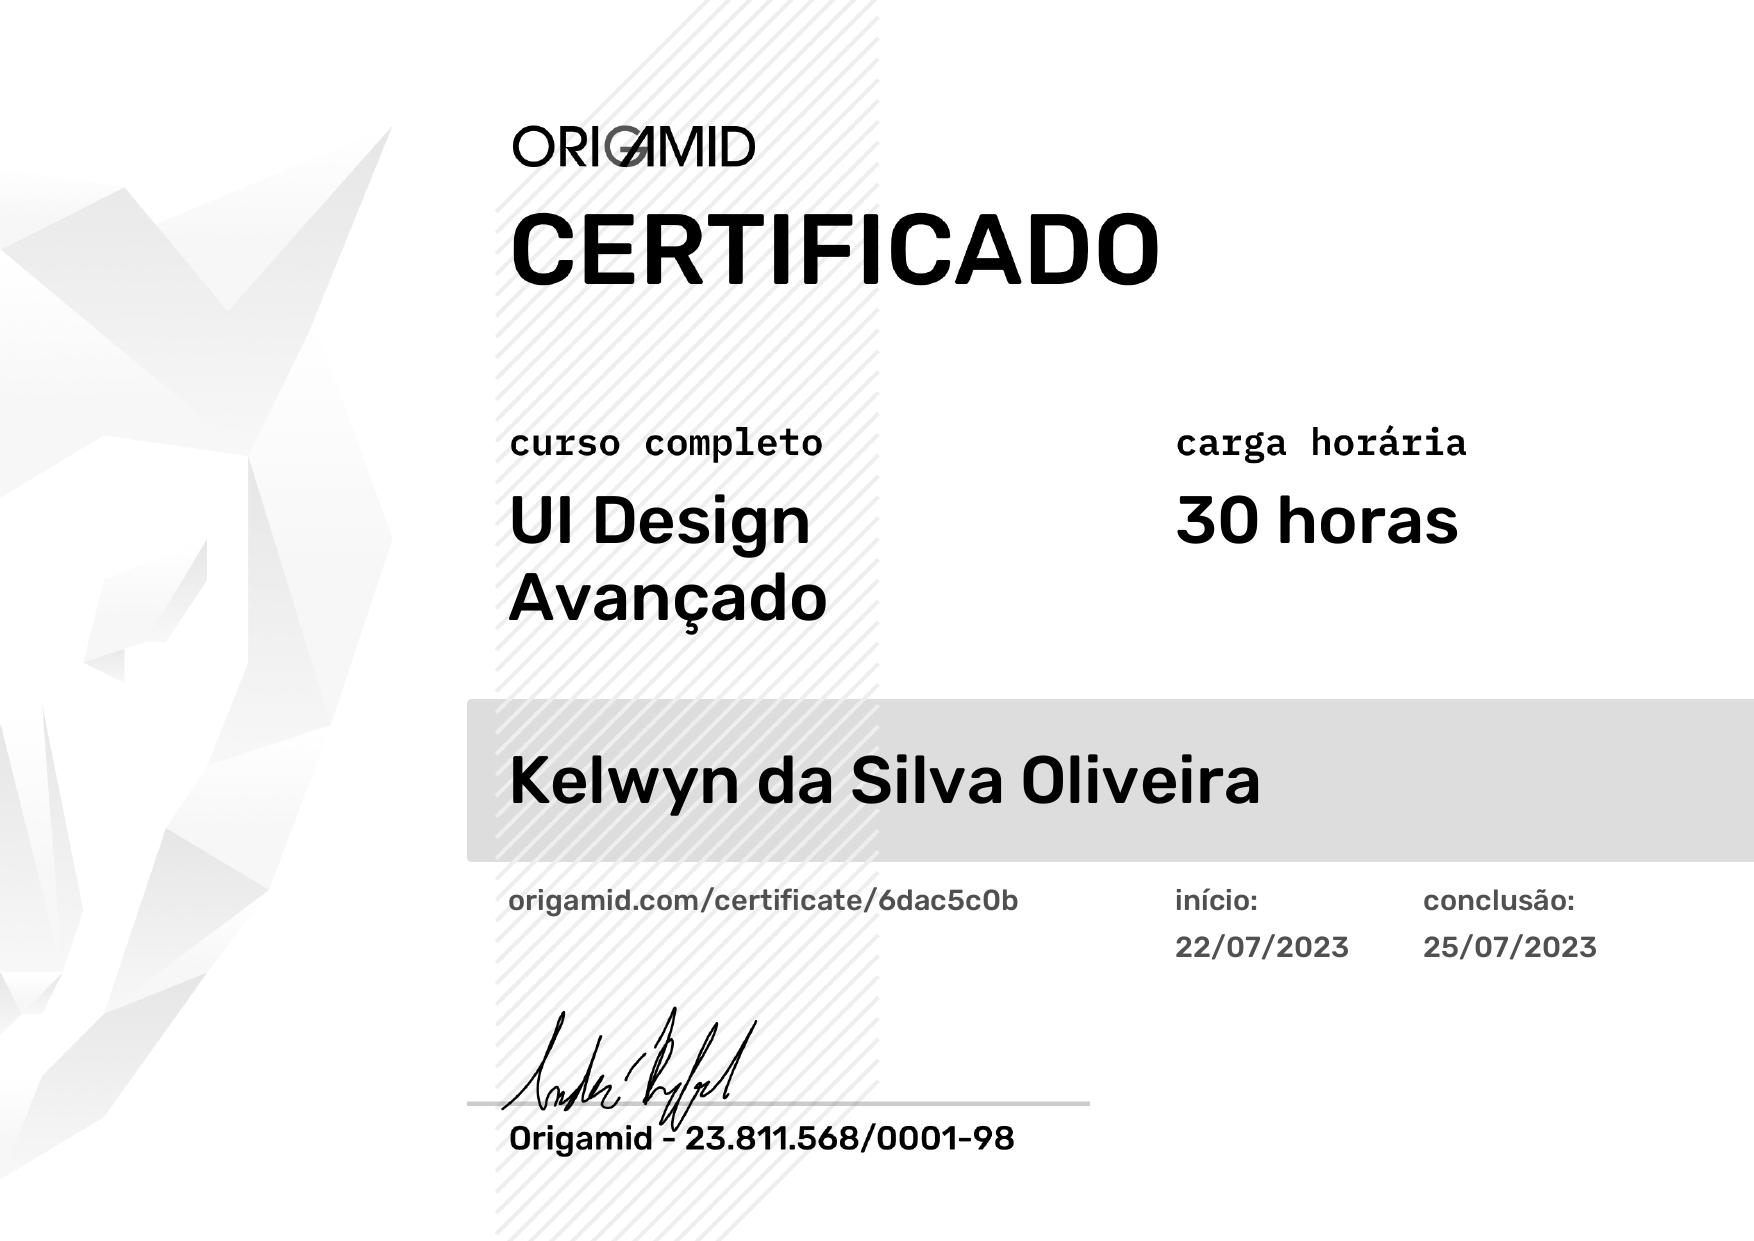 ORIGAMID
CERTIFICADO
curso completo
UI Design
Avançado
carga horária
30 horas
Kelwyn da Silva Oliveira
origamid.com/certificate/6dac5c0b
início:
22/07/2023
conclusão:
25/07/2023
Origamid - 23.811.568/0001-98